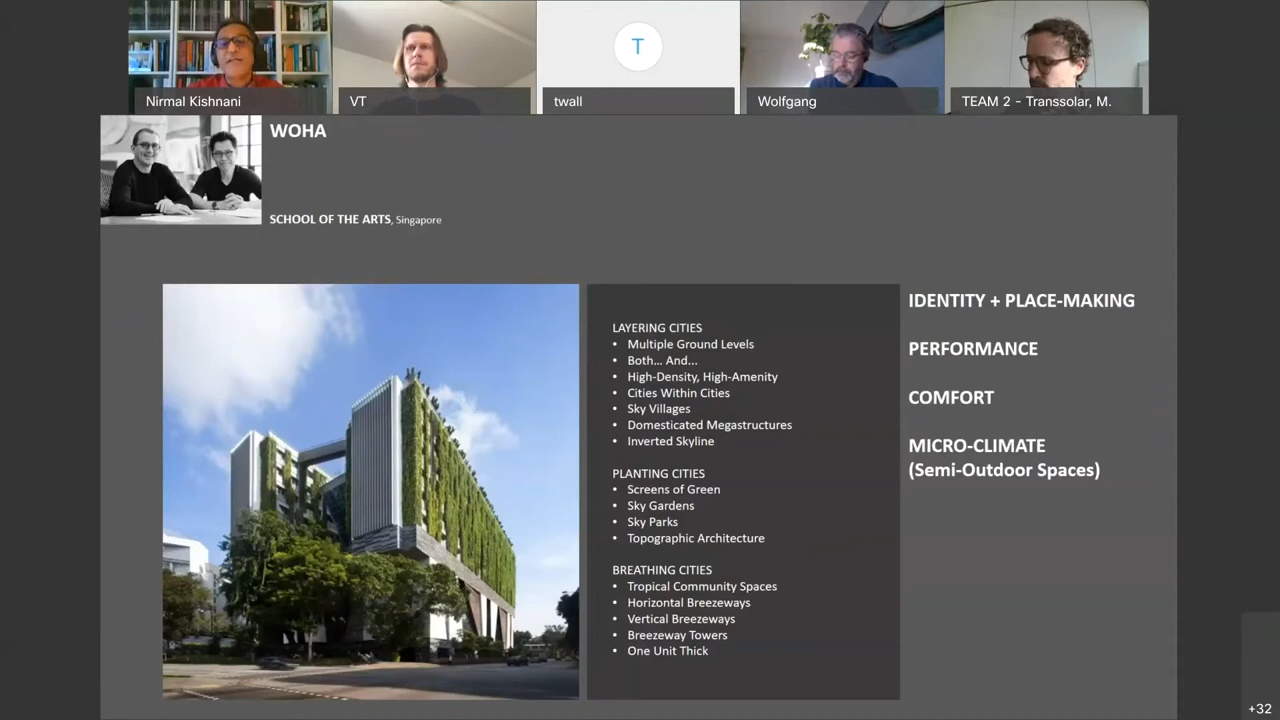 Nirmal Kishnani
VT
T
twall
Wolfgang
TEAM 2 - Transsolar, M.
WOHA
SCHOOL OF THE ARTS, Singapore
LAYERING CITIES
• Multiple Ground Levels
• Both... And...
• High-Density, High-Amenity
• Cities Within Cities
• Sky Villages
• Domesticated Megastructures
• Inverted Skyline
PLANTING CITIES
• Screens of Green
• Sky Gardens
• Sky Parks
• Topographic Architecture
BREATHING CITIES
• Tropical Community Spaces
• Horizontal Breezeways
• Vertical Breezeways
• Breezeway Towers
• One Unit Thick
IDENTITY + PLACE-MAKING
PERFORMANCE
COMFORT
MICRO-CLIMATE
(Semi-Outdoor Spaces)
+32